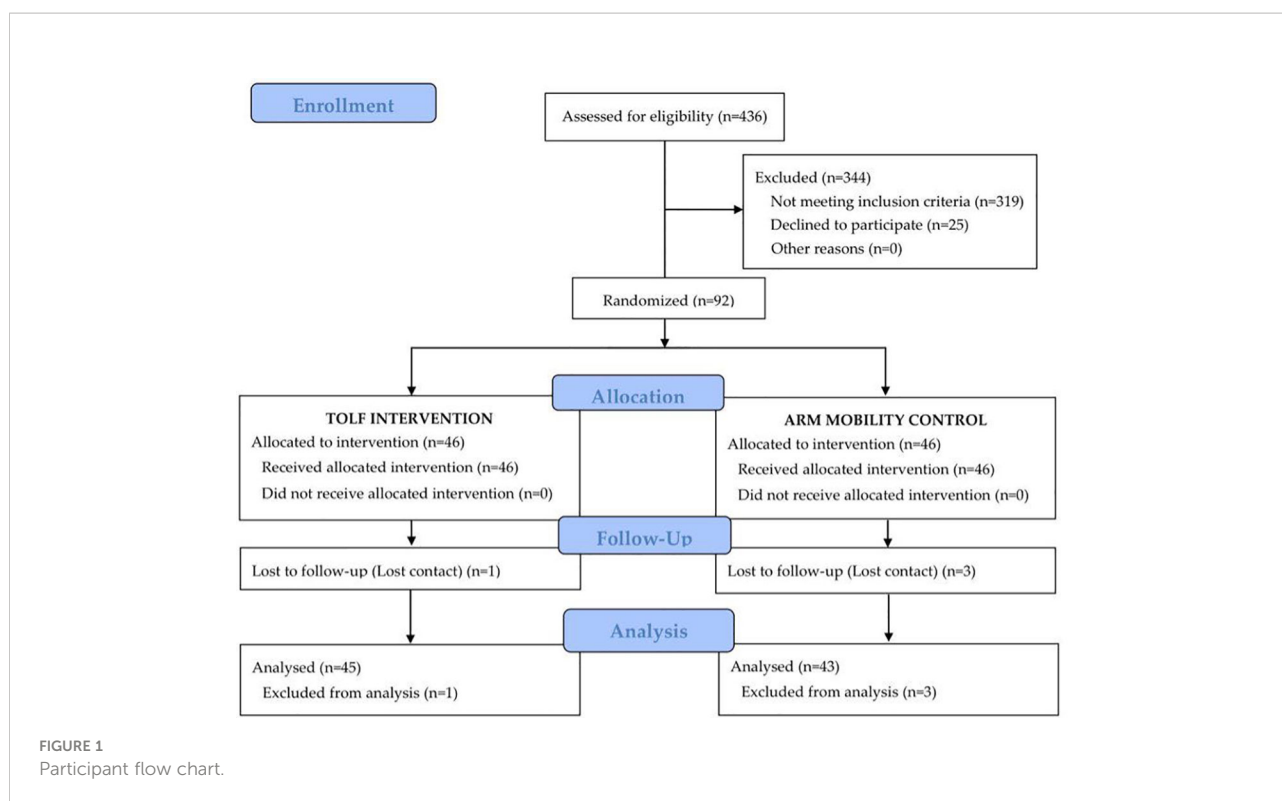 Enrollment
Assessed for eligibility (n=436)
Excluded (n=344)
Not meeting inclusion criteria (n=319)
Declined to participate (n=25)
Other reasons (n=0)
Randomized (n=92)
Allocation
TOLF INTERVENTION
Allocated to intervention (n=46)
Received allocated intervention (n=46)
Did not receive allocated intervention (n=0)
ARM MOBILITY CONTROL
Allocated to intervention (n=46)
Received allocated intervention (n=46)
Did not receive allocated intervention (n=0)
Follow-Up
Lost to follow-up (Lost contact) (n=1)
Lost to follow-up (Lost contact) (n=3)
Analysis
Analysed (n=45)
Excluded from analysis (n=1)
Analysed (n=43)
Excluded from analysis (n=3)
FIGURE 1
Participant flow chart.